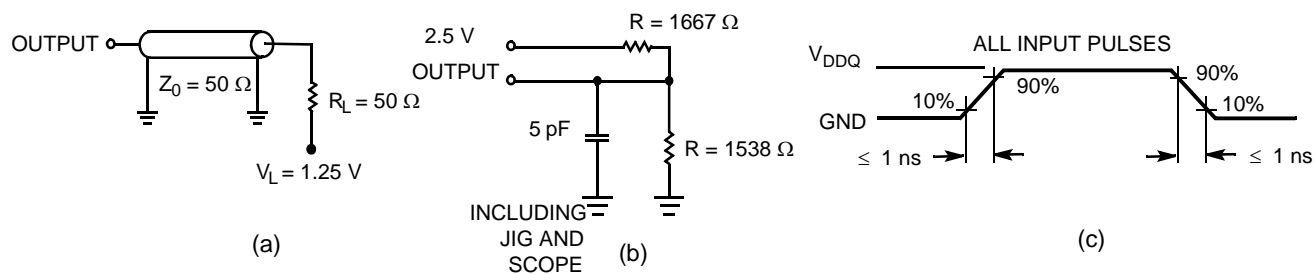 OUTPUT
Z0 = 50 Ω
RL = 50 Ω
VL = 1.25 V
(a)
R = 1667 Ω
2.5 V
OUTPUT
5 pF
R = 1538 Ω
INCLUDING
JIG AND
SCOPE
(b)
ALL INPUT PULSES
VDDQ
GND
10%
90%
90%
10%
≤ 1 ns
≤ 1 ns
(c)